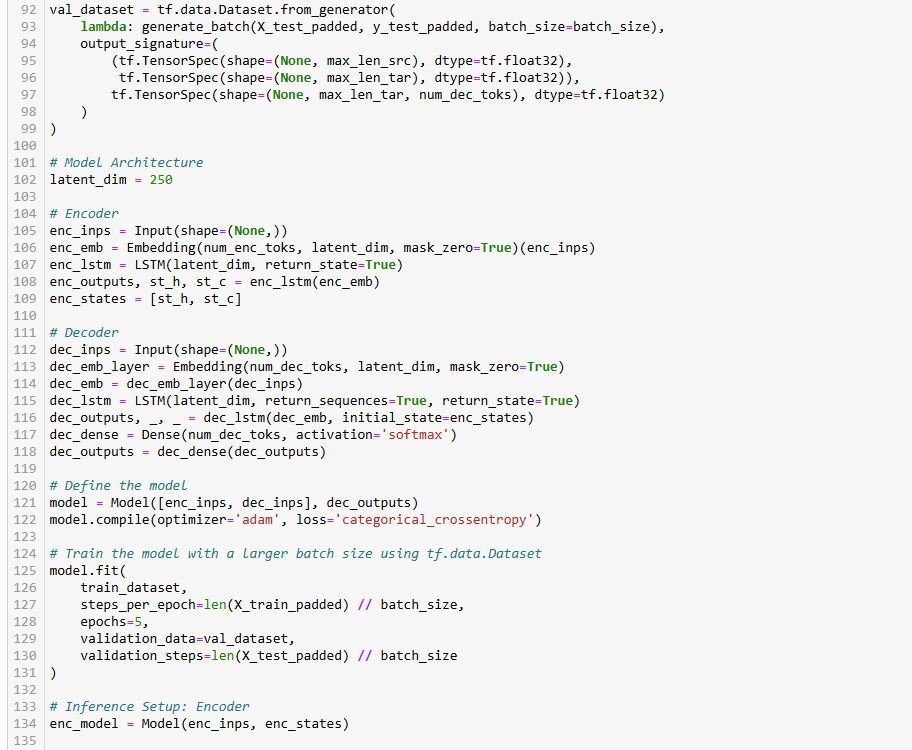 92 val_dataset = tf.data.Dataset.from_generator(
93     lambda: generate_batch(X_test_padded, y_test_padded, batch_size=batch_size),
94     output_signature=(
95         (tf.TensorSpec(shape=(None, max_len_src), dtype=tf.float32),
96          tf.TensorSpec(shape=(None, max_len_tar), dtype=tf.float32)),
97         tf.TensorSpec(shape=(None, max_len_tar, num_dec_toks), dtype=tf.float32)
98     )
99 )
100
101 # Model Architecture
102 latent_dim = 250
103
104 # Encoder
105 enc_inps = Input(shape=(None,))
106 enc_emb = Embedding(num_enc_toks, latent_dim, mask_zero=True)(enc_inps)
107 enc_lstm = LSTM(latent_dim, return_state=True)
108 enc_outputs, st_h, st_c = enc_lstm(enc_emb)
109 enc_states = [st_h, st_c]
110
111 # Decoder
112 dec_inps = Input(shape=(None,))
113 dec_emb_layer = Embedding(num_dec_toks, latent_dim, mask_zero=True)
114 dec_emb = dec_emb_layer(dec_inps)
115 dec_lstm = LSTM(latent_dim, return_sequences=True, return_state=True)
116 dec_outputs, _, _ = dec_lstm(dec_emb, initial_state=enc_states)
117 dec_dense = Dense(num_dec_toks, activation='softmax')
118 dec_outputs = dec_dense(dec_outputs)
119
120 # Define the model
121 model = Model([enc_inps, dec_inps], dec_outputs)
122 model.compile(optimizer='adam', loss='categorical_crossentropy')
123
124 # Train the model with a larger batch size using tf.data.Dataset
125 model.fit(
126     train_dataset,
127     steps_per_epoch=len(X_train_padded) // batch_size,
128     epochs=5,
129     validation_data=val_dataset,
130     validation_steps=len(X_test_padded) // batch_size
131 )
132
133 # Inference Setup: Encoder
134 enc_model = Model(enc_inps, enc_states)
135